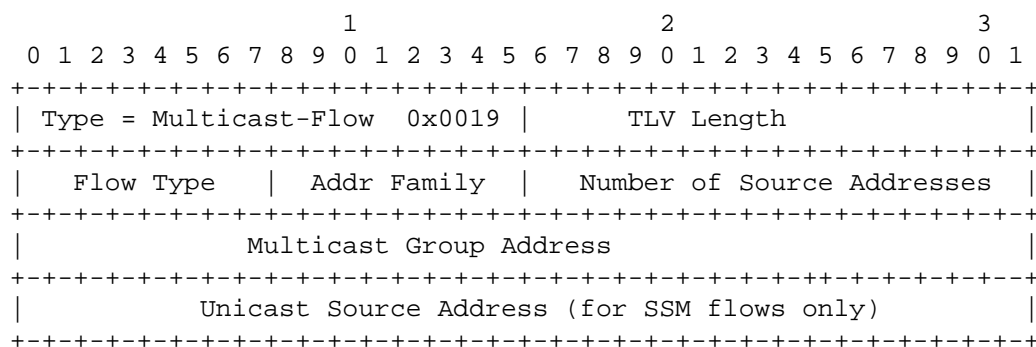 1                   2                   3
 0 1 2 3 4 5 6 7 8 9 0 1 2 3 4 5 6 7 8 9 0 1 2 3 4 5 6 7 8 9 0 1
+-+-+-+-+-+-+-+-+-+-+-+-+-+-+-+-+-+-+-+-+-+-+-+-+-+-+-+-+-+-+-+-+
| Type = Multicast-Flow  0x0019 |      TLV Length               |
+-+-+-+-+-+-+-+-+-+-+-+-+-+-+-+-+-+-+-+-+-+-+-+-+-+-+-+-+-+-+-+-+
|   Flow Type   |  Addr Family  |   Number of Source Addresses  |
+-+-+-+-+-+-+-+-+-+-+-+-+-+-+-+-+-+-+-+-+-+-+-+-+-+-+-+-+-+-+-+-+
|              Multicast Group Address                          |
+-+-+-+-+-+-+-+-+-+-+-+-+-+-+-+-+-+-+-+-+-+-+-+-+-++-+-+-+-+-+--+
|           Unicast Source Address (for SSM flows only)         |
+-+-+-+-+-+-+-+-+-+-+-+-+-+-+-+-+-+-+-+-+-+-+-+-+-+-+-+-+-+-+-+-+